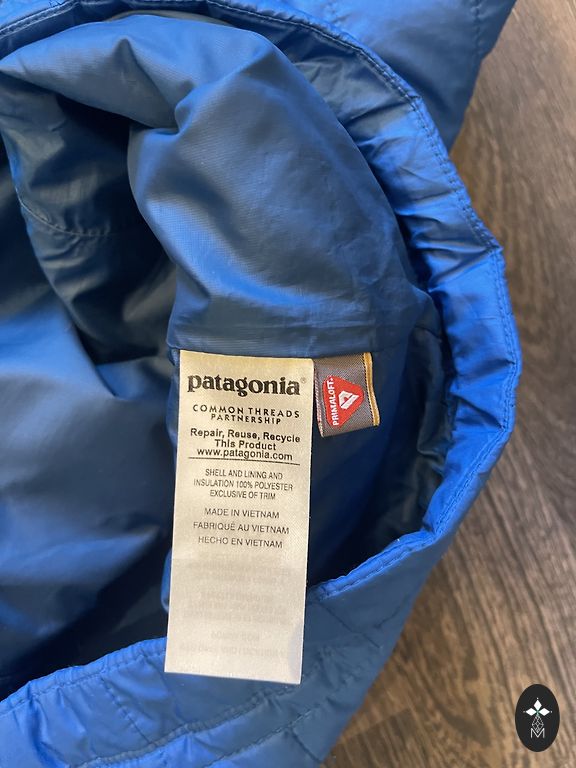 patagonia®
COMMON THREADS
PARTNERSHIP
Repair, Reuse, Recycle
This Product
www.patagonia.com
SHELL AND LINING AND
INSULATION 100% POLYESTER
EXCLUSIVE OF TRIM
MADE IN VIETNAM
FABRIQUÉ AU VIETNAM
HECHO EN VIETNAM
PRIMALOFT
M